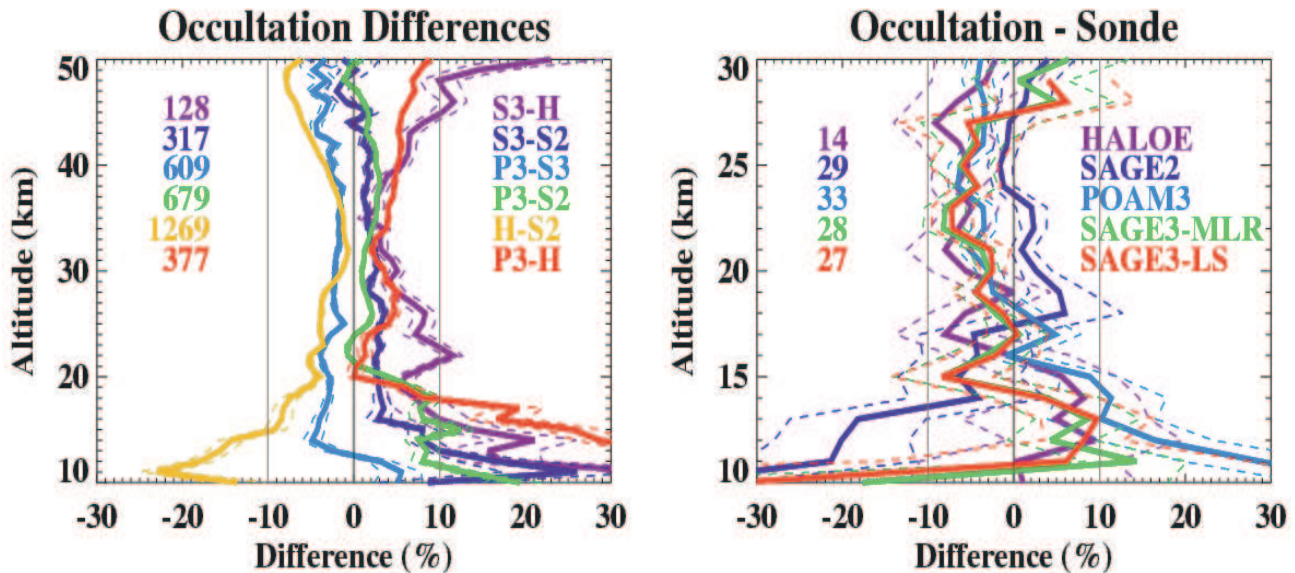 Occultation Differences
50
40
30
20
10
Altitude (km)
128
317
609
679
1269
377
S3-H
S3-S2
P3-S3
P3-S2
H-S2
P3-H
-30 -20 -10 0 10 20 30
Difference (%)
Occultation - Sonde
30
25
20
15
10
Altitude (km)
14
29
33
28
27
HALOE
SAGE2
POAM3
SAGE3-MLR
SAGE3-LS
-30 -20 -10 0 10 20 30
Difference (%)